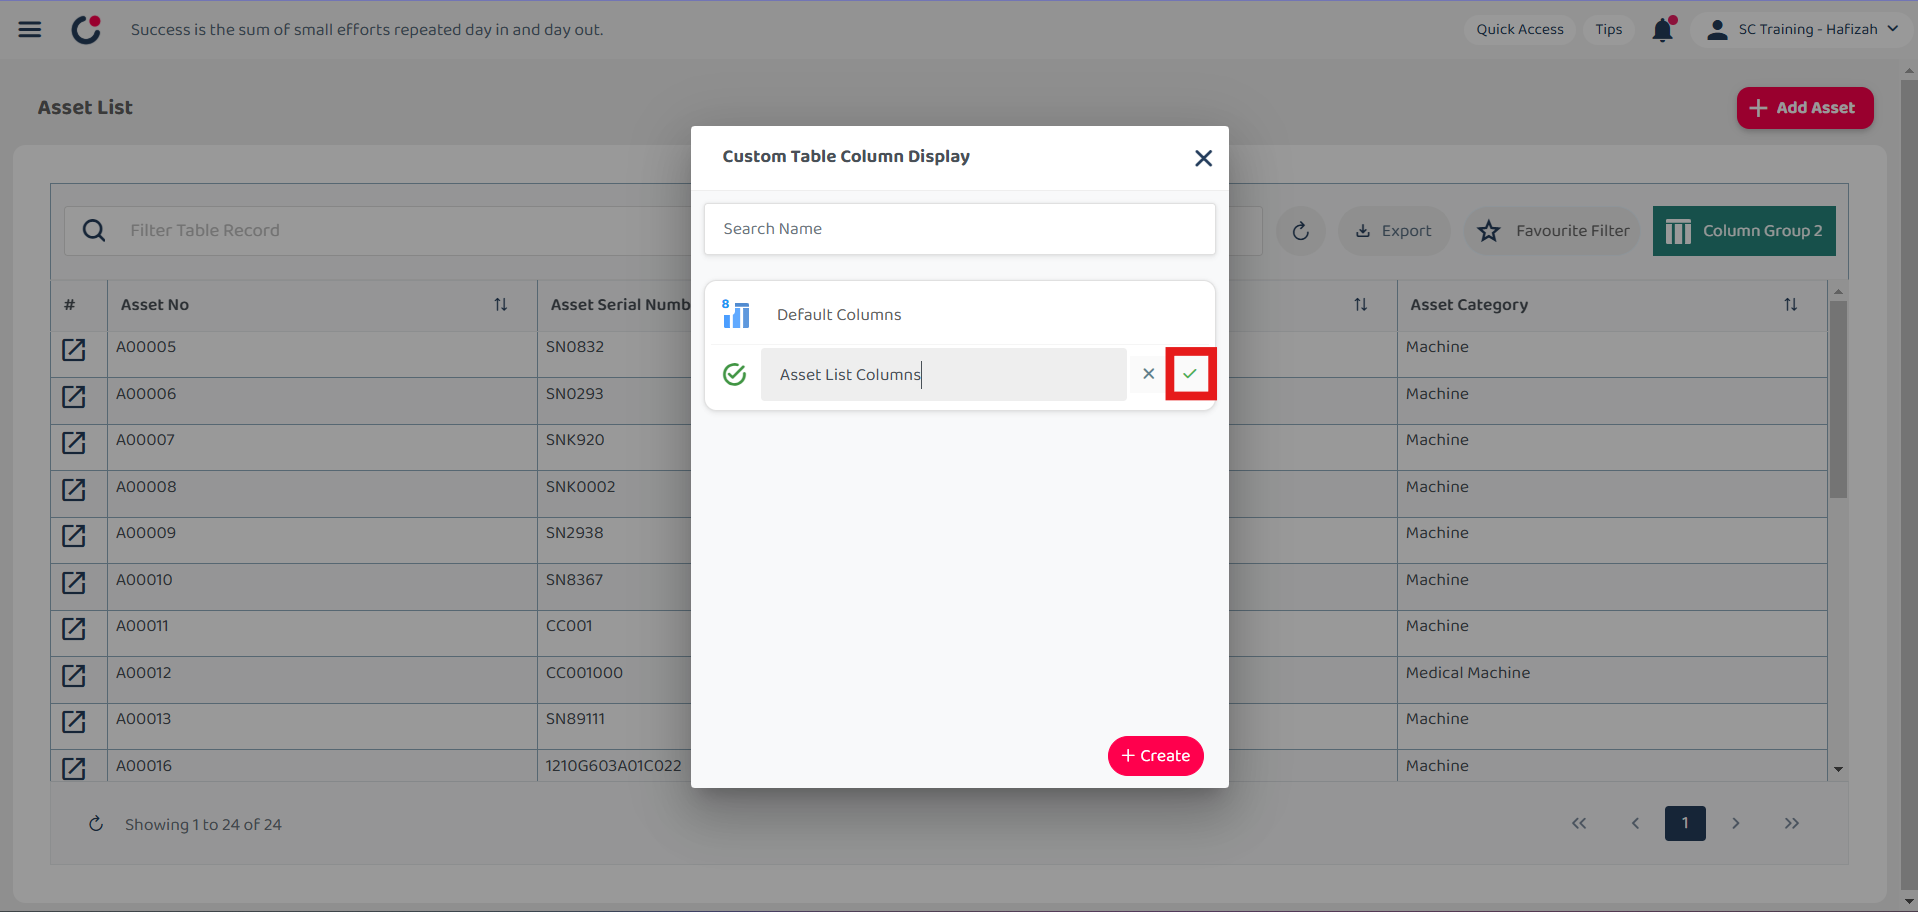 Success is the sum of small efforts repeated day in and day out.
Quick Access
Tips
SC Training - Hafizah
Asset List
+ Add Asset
Filter Table Record
Export
Favourite Filter
Column Group 2
# Asset No Asset Serial Numb Asset Category
A00005 SN0832 Machine
A00006 SN0293 Machine
A00007 SNK920 Machine
A00008 SNK0002 Machine
A00009 SN2938 Machine
A00010 SN8367 Machine
A00011 CC001 Machine
A00012 CC001000 Medical Machine
A00013 SN89111 Machine
A00016 1210G603A01C022 Machine
Showing 1 to 24 of 24
« ‹ 1 › »
Custom Table Column Display
Search Name
8 Default Columns
Asset List Columns
+ Create